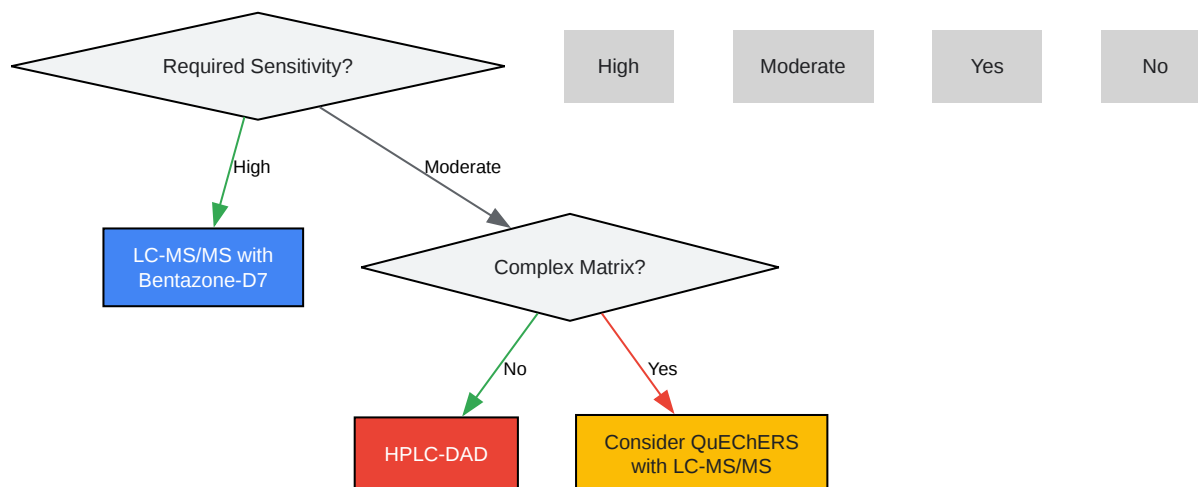 Required Sensitivity?
High
Moderate
Yes
No
High
Moderate
LC-MS/MS with
Bentazone-D7
Complex Matrix?
No
Yes
HPLC-DAD
Consider QuEChERS
with LC-MS/MS